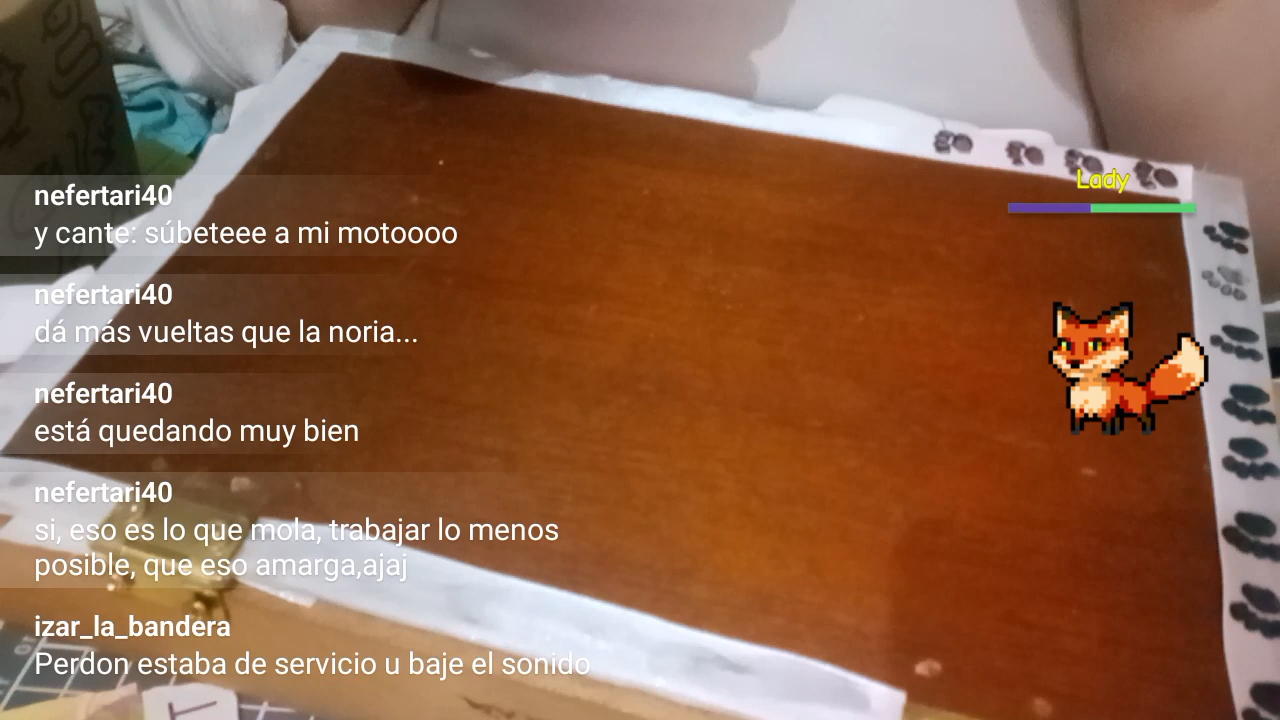 nefertari40
y cante: súbeteee a mi motoooo
nefertari40
dá más vueltas que la noria...
nefertari40
está quedando muy bien
nefertari40
si, eso es lo que mola, trabajar lo menos
posible, que eso amarga,ajaj
izar_la_bandera
Perdon estaba de servicio u baje el sonido
Lady